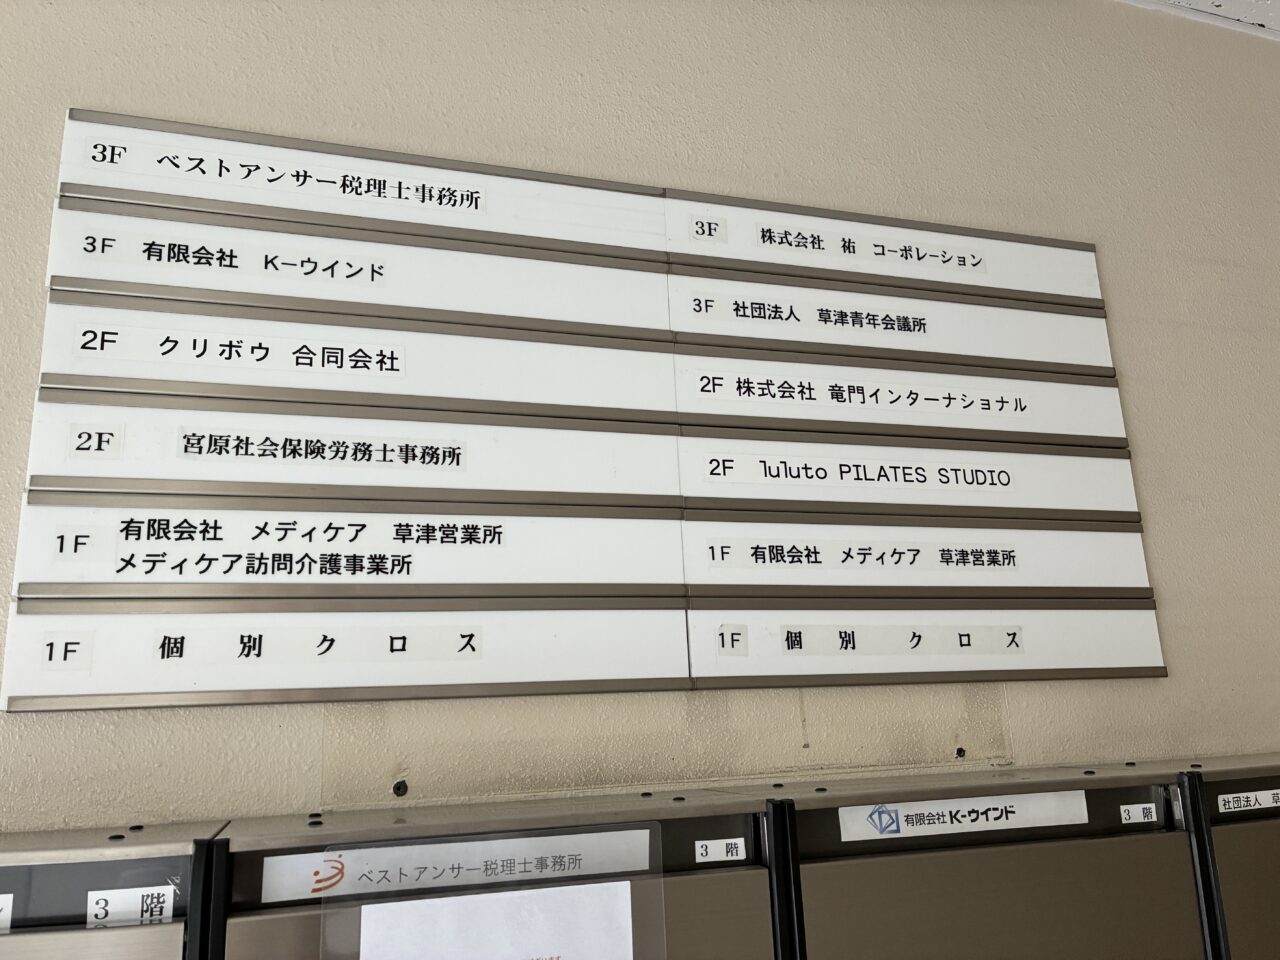 3F ベストアンサー税理士事務所
3F 株式会社 祐 コーポレーション
3F 有限会社 K−ウインド
3F 社団法人 草津青年会議所
2F クリボウ 合同会社
2F 株式会社 竜門インターナショナル
2F 宮原社会保険労務士事務所
2F luluto PILATES STUDIO
1F 有限会社 メディケア 草津営業所
メディケア訪問介護事業所
1F 有限会社 メディケア 草津営業所
1F 個別クロス
1F 個別クロス
3 階
ベストアンサー税理士事務所
3 階
有限会社 K-ウインド
3 階
社団法人 草